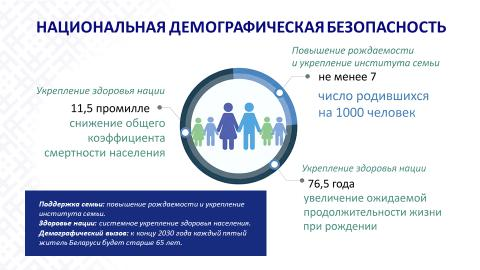 НАЦИОНАЛЬНАЯ ДЕМОГРАФИЧЕСКАЯ БЕЗОПАСНОСТЬ
Повышение рождаемости
и укрепление института семьи
не менее 7
число родившихся
на 1000 человек
Укрепление здоровья нации
11,5 промилле
снижение общего
коэффициента
смертности населения
Укрепление здоровья нации
76,5 года
увеличение ожидаемой
продолжительности жизни
при рождении
Поддержка семьи: повышение рождаемости и укрепление
института семьи.
Здоровье нации: системное укрепление здоровья населения.
Демографический вызов: к концу 2030 года каждый пятый
житель Беларуси будет старше 65 лет.